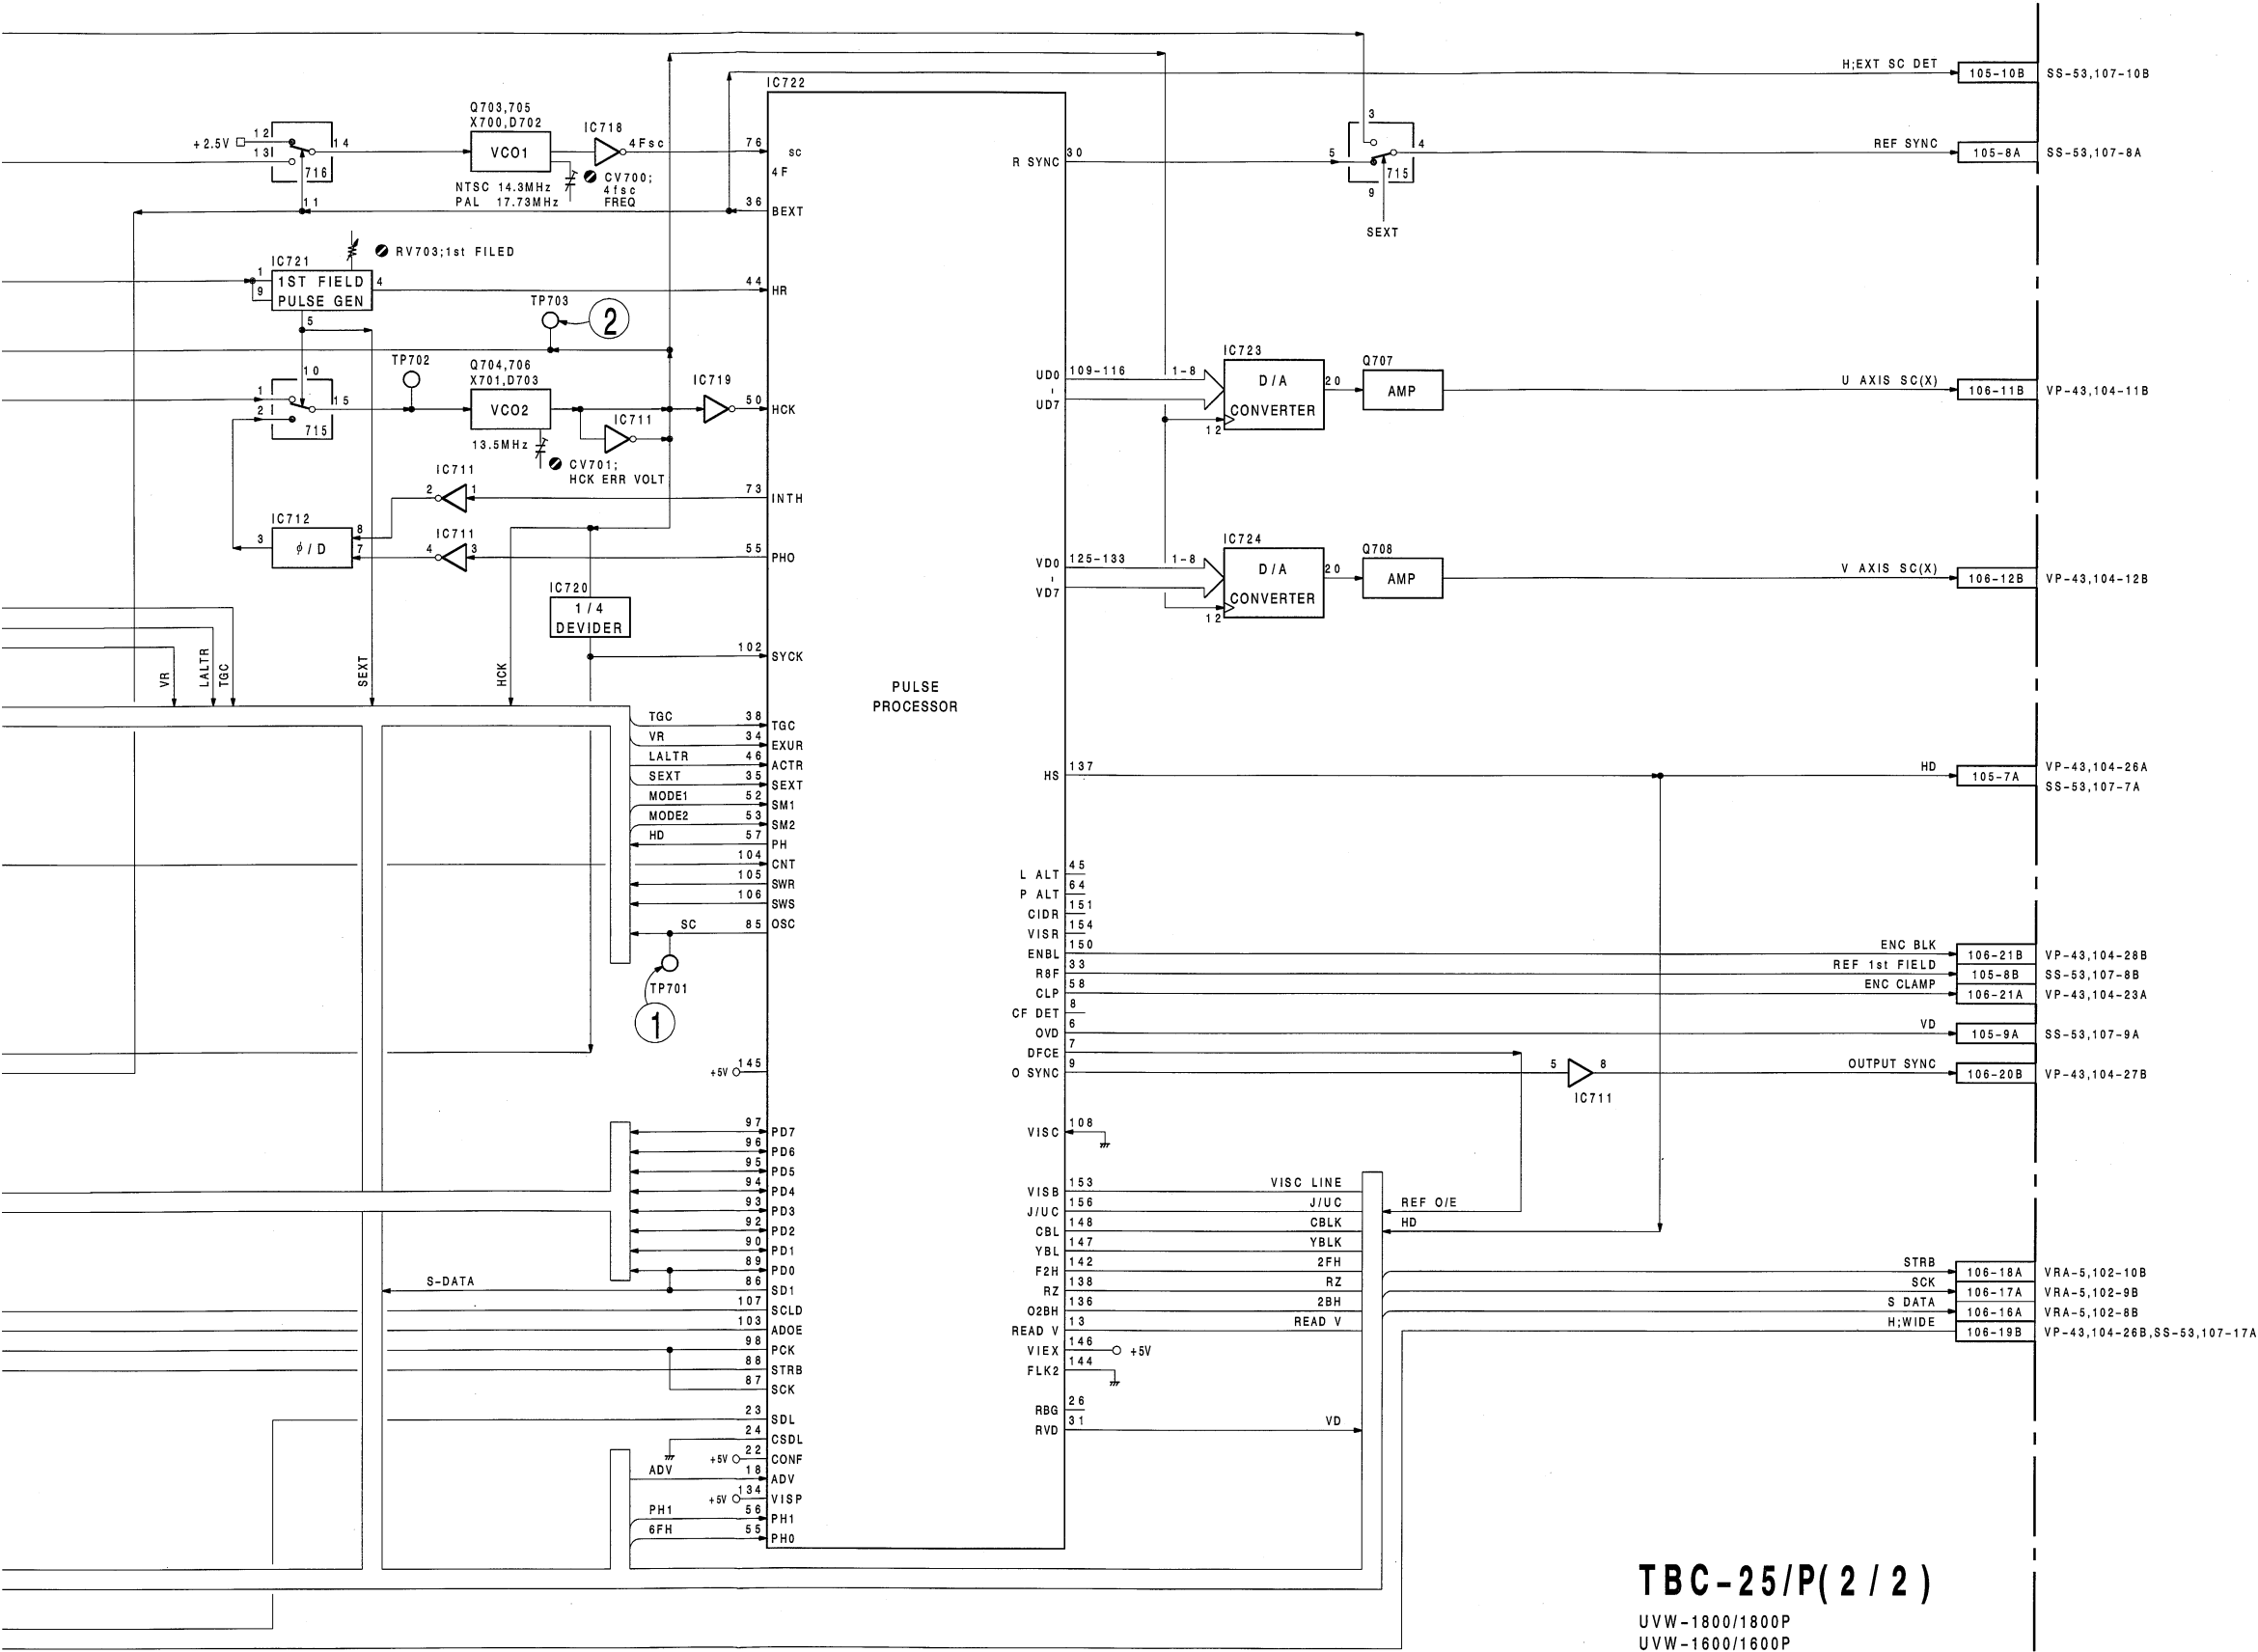 H;EXT SC DET
105-10B
SS-53,107-10B
IC722
Q703,705
X700,D702
IC718
3
+2.5V
12
13
14
VCO1
4Fsc
76
SC
4F
716
NTSC 14.3MHz
PAL 17.73MHz
CV700;
4fsc
FREQ
11
36
BEXT
R SYNC
30
5
4
715
9
SEXT
REF SYNC
105-8A
SS-53,107-8A
RV703;1st FILED
IC721
1
9
1ST FIELD
PULSE GEN
4
44
HR
5
TP703
2
TP702
Q704,706
X701,D703
IC719
10
1
2
15
715
VCO2
IC711
50
HCK
13.5MHz
CV701;
HCK ERR VOLT
UD0
UD7
109-116
1-8
IC723
D/A
CONVERTER
12
20
Q707
AMP
U AXIS SC(X)
106-11B
VP-43,104-11B
IC711
2
1
73
INTH
IC712
3
ϕ/D
8
7
IC711
4
3
55
PHO
VD0
VD7
125-133
1-8
IC724
D/A
CONVERTER
12
20
Q708
AMP
V AXIS SC(X)
106-12B
VP-43,104-12B
IC720
1/4
DEVIDER
102
SYCK
VR
LALTR
TGC
SEXT
HCK
PULSE
PROCESSOR
TGC 38 TGC
VR 34 EXUR
LALTR 46 ACTR
SEXT 35 SEXT
MODE1 52 SM1
MODE2 53 SM2
HD 57 PH
104 CNT
105 SWR
106 SWS
SC 85 OSC
TP701
1
HS 137
HD
105-7A
VP-43,104-26A
SS-53,107-7A
L ALT 45
P ALT 64
CIDR 151
VISR 154
ENBL 150 ENC BLK 106-21B VP-43,104-28B
R8F 33 REF 1st FIELD 105-8B SS-53,107-8B
CLP 58 ENC CLAMP 106-21A VP-43,104-23A
CF DET 8
OVD 6 VD 105-9A SS-53,107-9A
DFCE 7
O SYNC 9 5 8 OUTPUT SYNC 106-20B VP-43,104-27B
IC711
+5V 145
97 PD7
96 PD6
95 PD5
94 PD4
93 PD3
92 PD2
90 PD1
89 PD0
S-DATA 86 SD1
107 SCLD
103 ADOE
98 PCK
88 STRB
87 SCK
23 SDL
24 CSDL
+5V 22 CONF
ADV 18 ADV
+5V 134 VISP
PH1 56 PH1
6FH 55 PH0
VISC 108
VISB 153 VISC LINE
J/UC 156 J/UC REF O/E
CBL 148 CBLK HD
YBL 147 YBLK
F2H 142 2FH
RZ 138 RZ
O2BH 136 2BH
READ V 13 READ V
VIEX 146 +5V
FLK2 144
RBG 26
RVD 31 VD
STRB 106-18A VRA-5,102-10B
SCK 106-17A VRA-5,102-9B
S DATA 106-16A VRA-5,102-8B
H;WIDE 106-19B VP-43,104-26B,SS-53,107-17A
TBC-25/P(2/2)
UVW-1800/1800P
UVW-1600/1600P